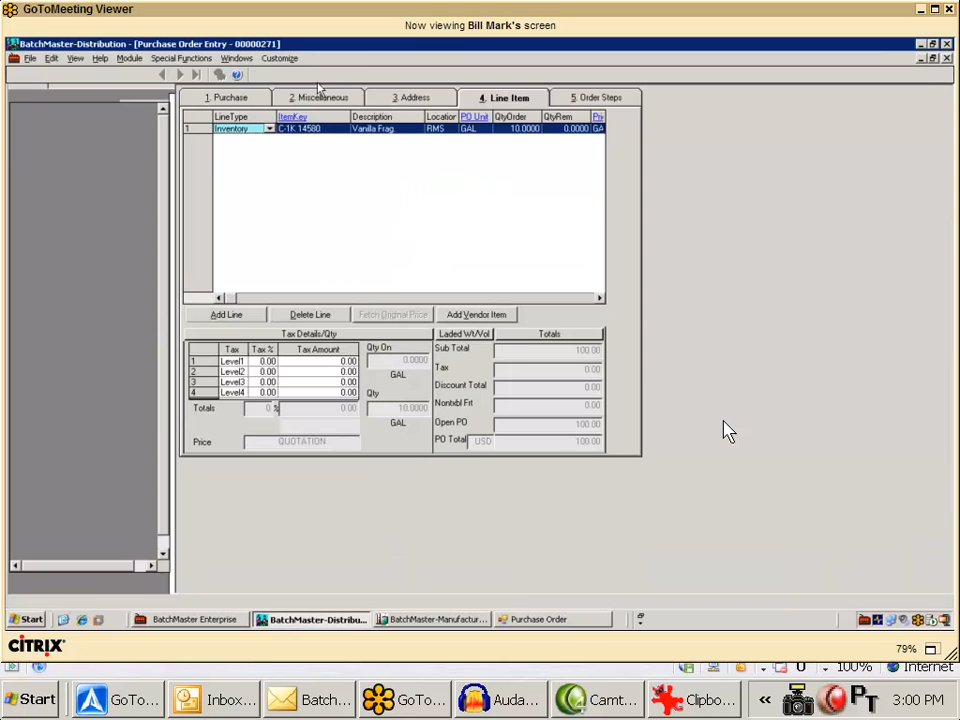 GoToMeeting Viewer
Now viewing Bill Mark's screen
BatchMaster-Distribution - [Purchase Order Entry - 00000271]
File Edit View Help Module Special Functions Windows Customize
1. Purchase 2. Miscellaneous 3. Address 4. Line Item 5. Order Steps
LineType ItemKey Description Location PO Unit QtyOrder QtyRem Pri
1 Inventory C-1K 14580 Vanilla Frag. RMS GAL 10.0000 0.0000 GA
Add Line Delete Line Fetch Original Price Add Vendor Item
Tax Details/Qty Laded Wt/Vol Totals
Tax Tax % Tax Amount Qty On Sub Total 100.00
1 Level1 0.00 0.00 0.0000
2 Level2 0.00 0.00 GAL Tax 0.00
3 Level3 0.00 0.00 Discount Total 0.00
4 Level4 0.00 0.00 Qty Nontxbl Frt 0.00
Totals 0 % 0.00 10.0000
GAL Open PO 100.00
Price QUOTATION PO Total USD 100.00
Start BatchMaster Enterprise BatchMaster-Distribu... BatchMaster-Manufactur... Purchase Order
CITRIX 79%
U 100% Internet
Start GoTo... Inbox... Batch... GoTo... Auda... Camt... Clipbo... « PT 3:00 PM